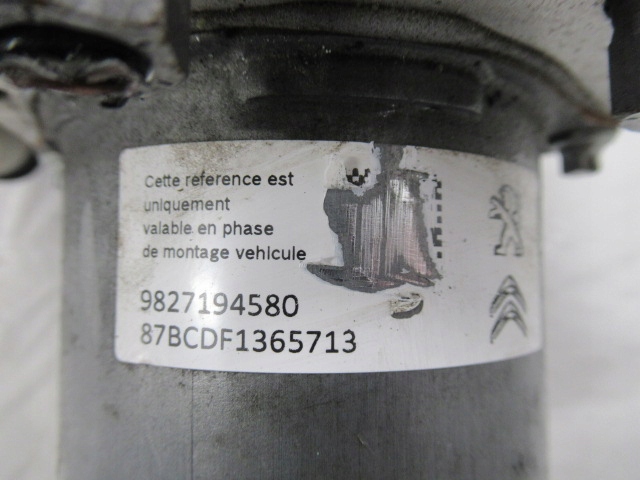 Cette reference est
uniquement
valable en phase
de montage vehicule
9827194580
87BCDF1365713